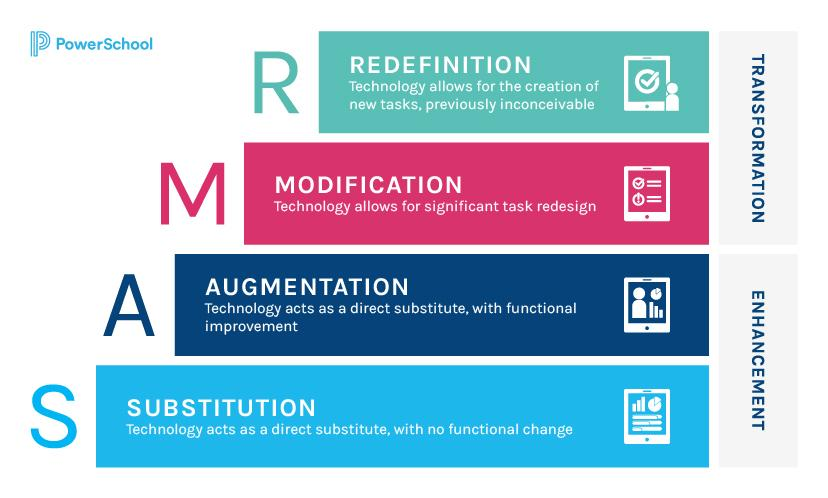 PowerSchool
R
REDEFINITION
Technology allows for the creation of
new tasks, previously inconceivable
M
MODIFICATION
Technology allows for significant task redesign
TRANSFORMATION
A
AUGMENTATION
Technology acts as a direct substitute, with functional
improvement
S
SUBSTITUTION
Technology acts as a direct substitute, with no functional change
ENHANCEMENT